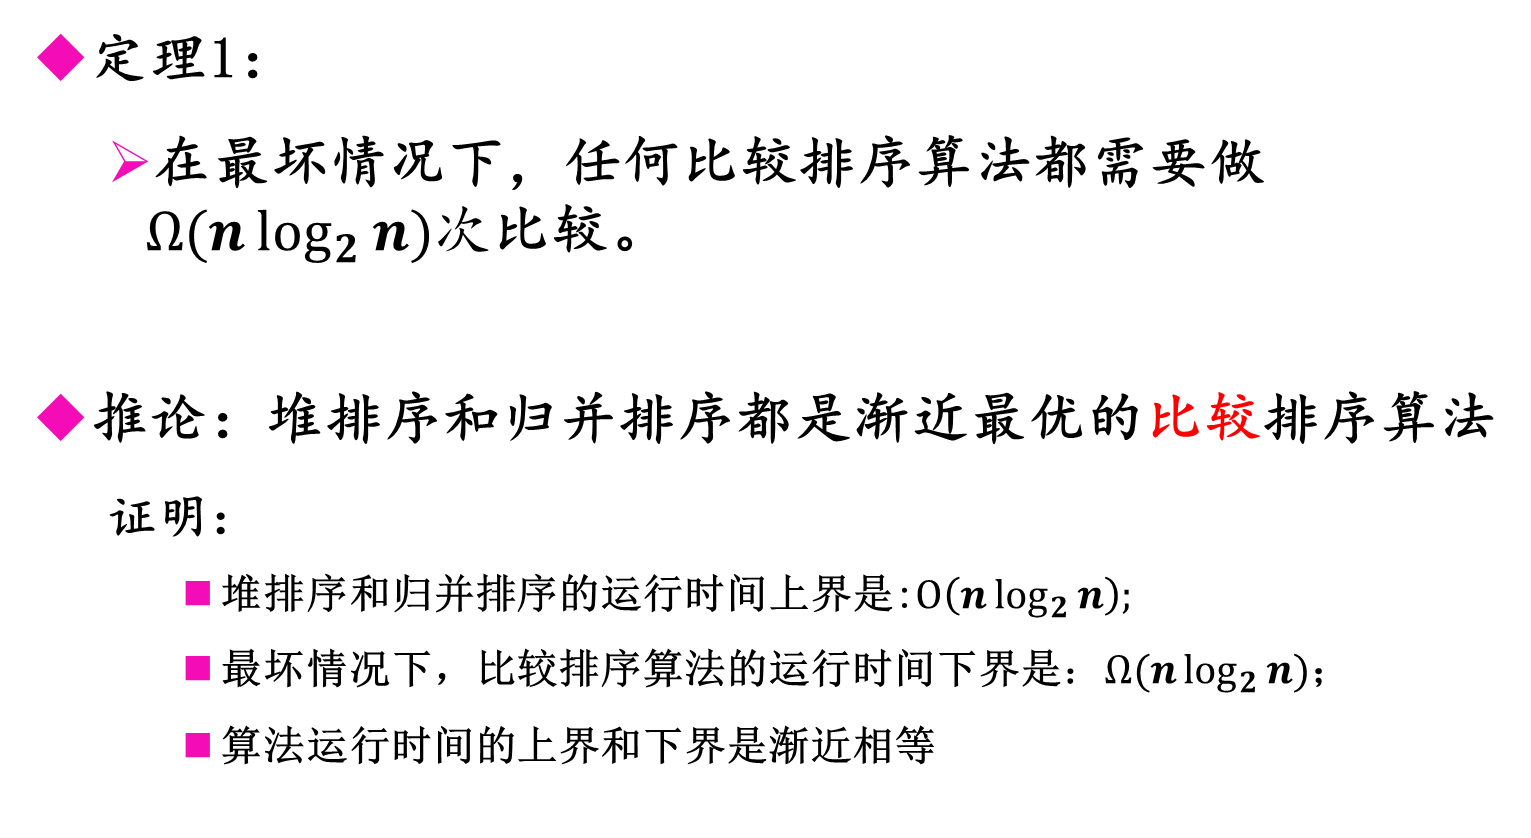 定理1：
在最坏情况下，任何比较排序算法都需要做
Ω(n log₂ n)次比较。
推论：堆排序和归并排序都是渐近最优的比较排序算法
证明：
堆排序和归并排序的运行时间上界是:O(n log₂ n);
最坏情况下，比较排序算法的运行时间下界是：Ω(n log₂ n)；
算法运行时间的上界和下界是渐近相等